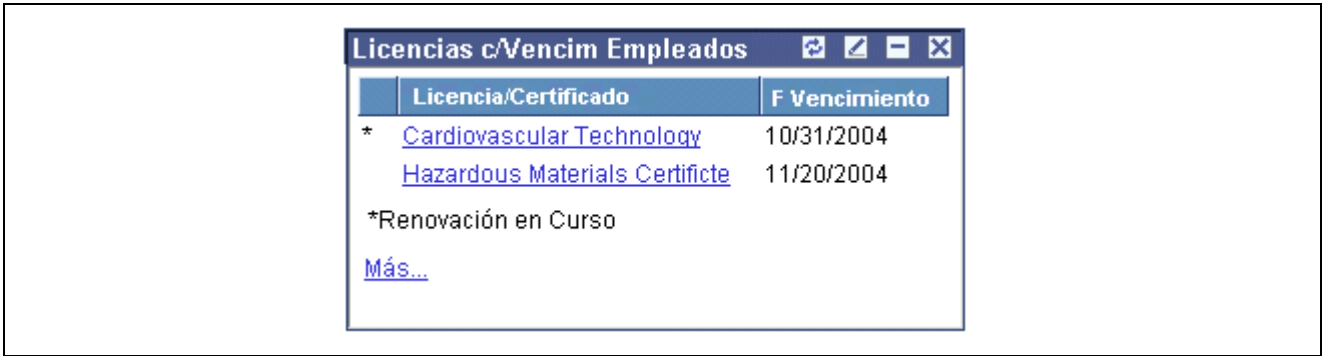 Licencias c/Vencim Empleados
Licencia/Certificado F Vencimiento
* Cardiovascular Technology 10/31/2004
Hazardous Materials Certificte 11/20/2004
*Renovación en Curso
Más...